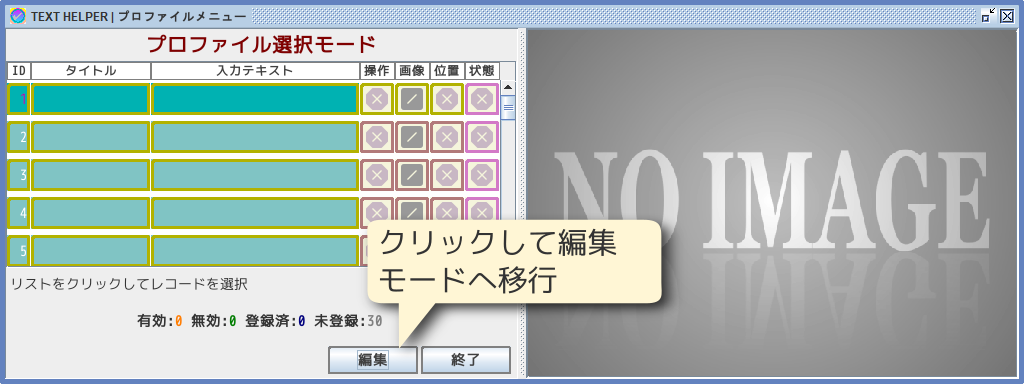 TEXT HELPER | プロファイルメニュー
プロファイル選択モード
ID タイトル 入力テキスト 操作 画像 位置 状態
1
2
3
4
5
クリックして編集
モードへ移行
リストをクリックしてレコードを選択
有効:0 無効:0 登録済:0 未登録:30
編集 終了
NO IMAGE